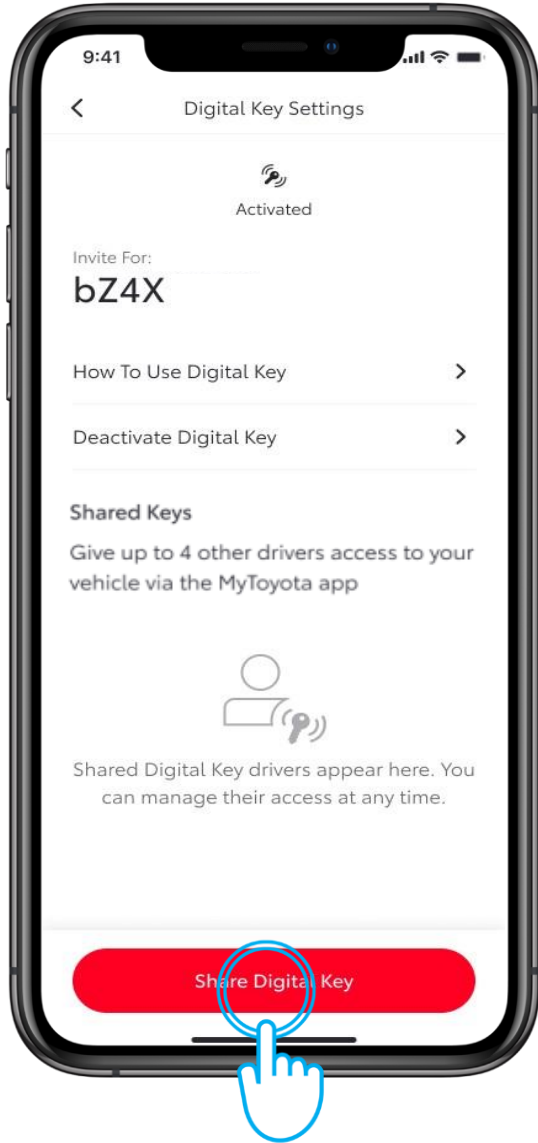 9:41
Digital Key Settings
Activated
Invite For:
bZ4X
How To Use Digital Key
Deactivate Digital Key
Shared Keys
Give up to 4 other drivers access to your
vehicle via the MyToyota app
Shared Digital Key drivers appear here. You
can manage their access at any time.
Share Digital Key